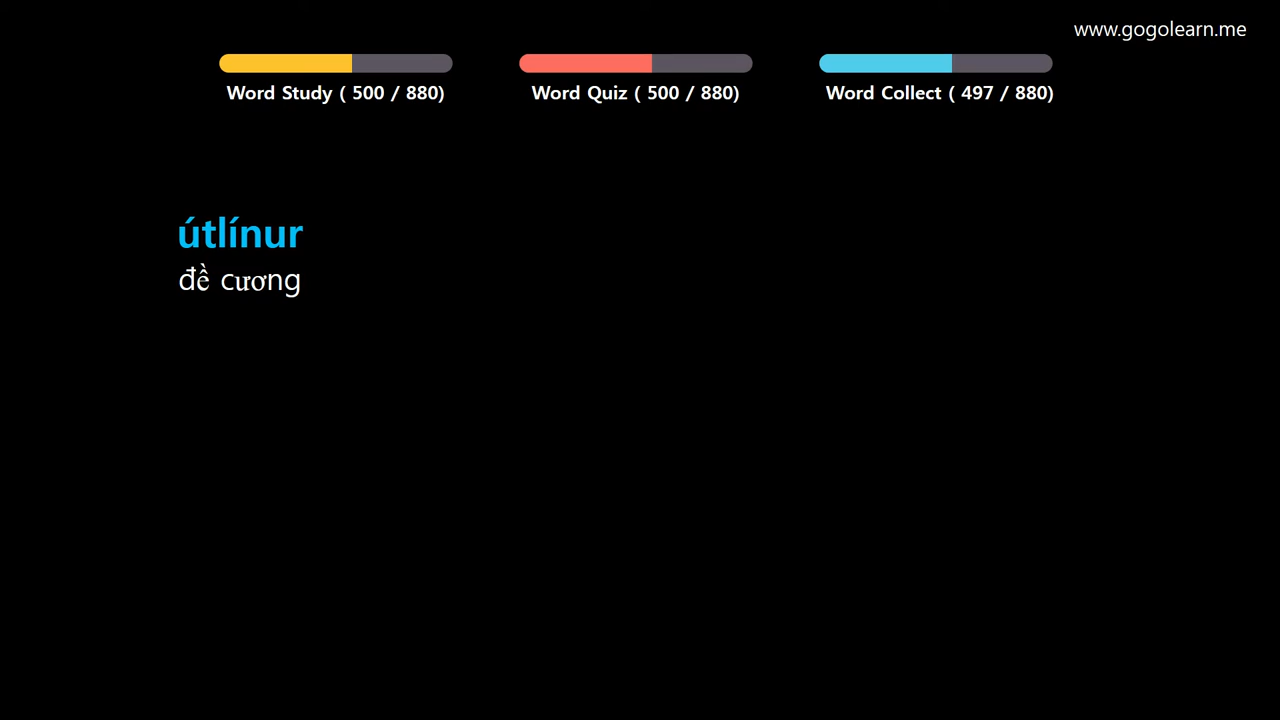 www.gogolearn.me
Word Study ( 500 / 880)
Word Quiz ( 500 / 880)
Word Collect ( 497 / 880)
útlínur
đề cương